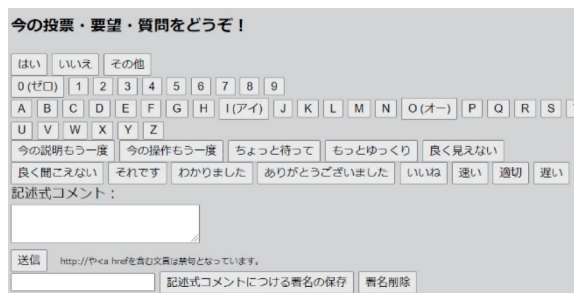 今の投票・要望・質問をどうぞ!
はい いいえ その他
0(ゼロ) 1 2 3 4 5 6 7 8 9
A B C D E F G H I(アイ) J K L M N O(オー) P Q R S
U V W X Y Z
今の説明もう一度 今の操作もう一度 ちょっと待って もっとゆっくり 良く見えない
良く聞こえない それです わかりました ありがとうございました いいね 速い 適切 遅い
記述式コメント:
送信 http://や<a hrefを含む文言は禁句となっています。
記述式コメントにつける署名の保存 署名削除